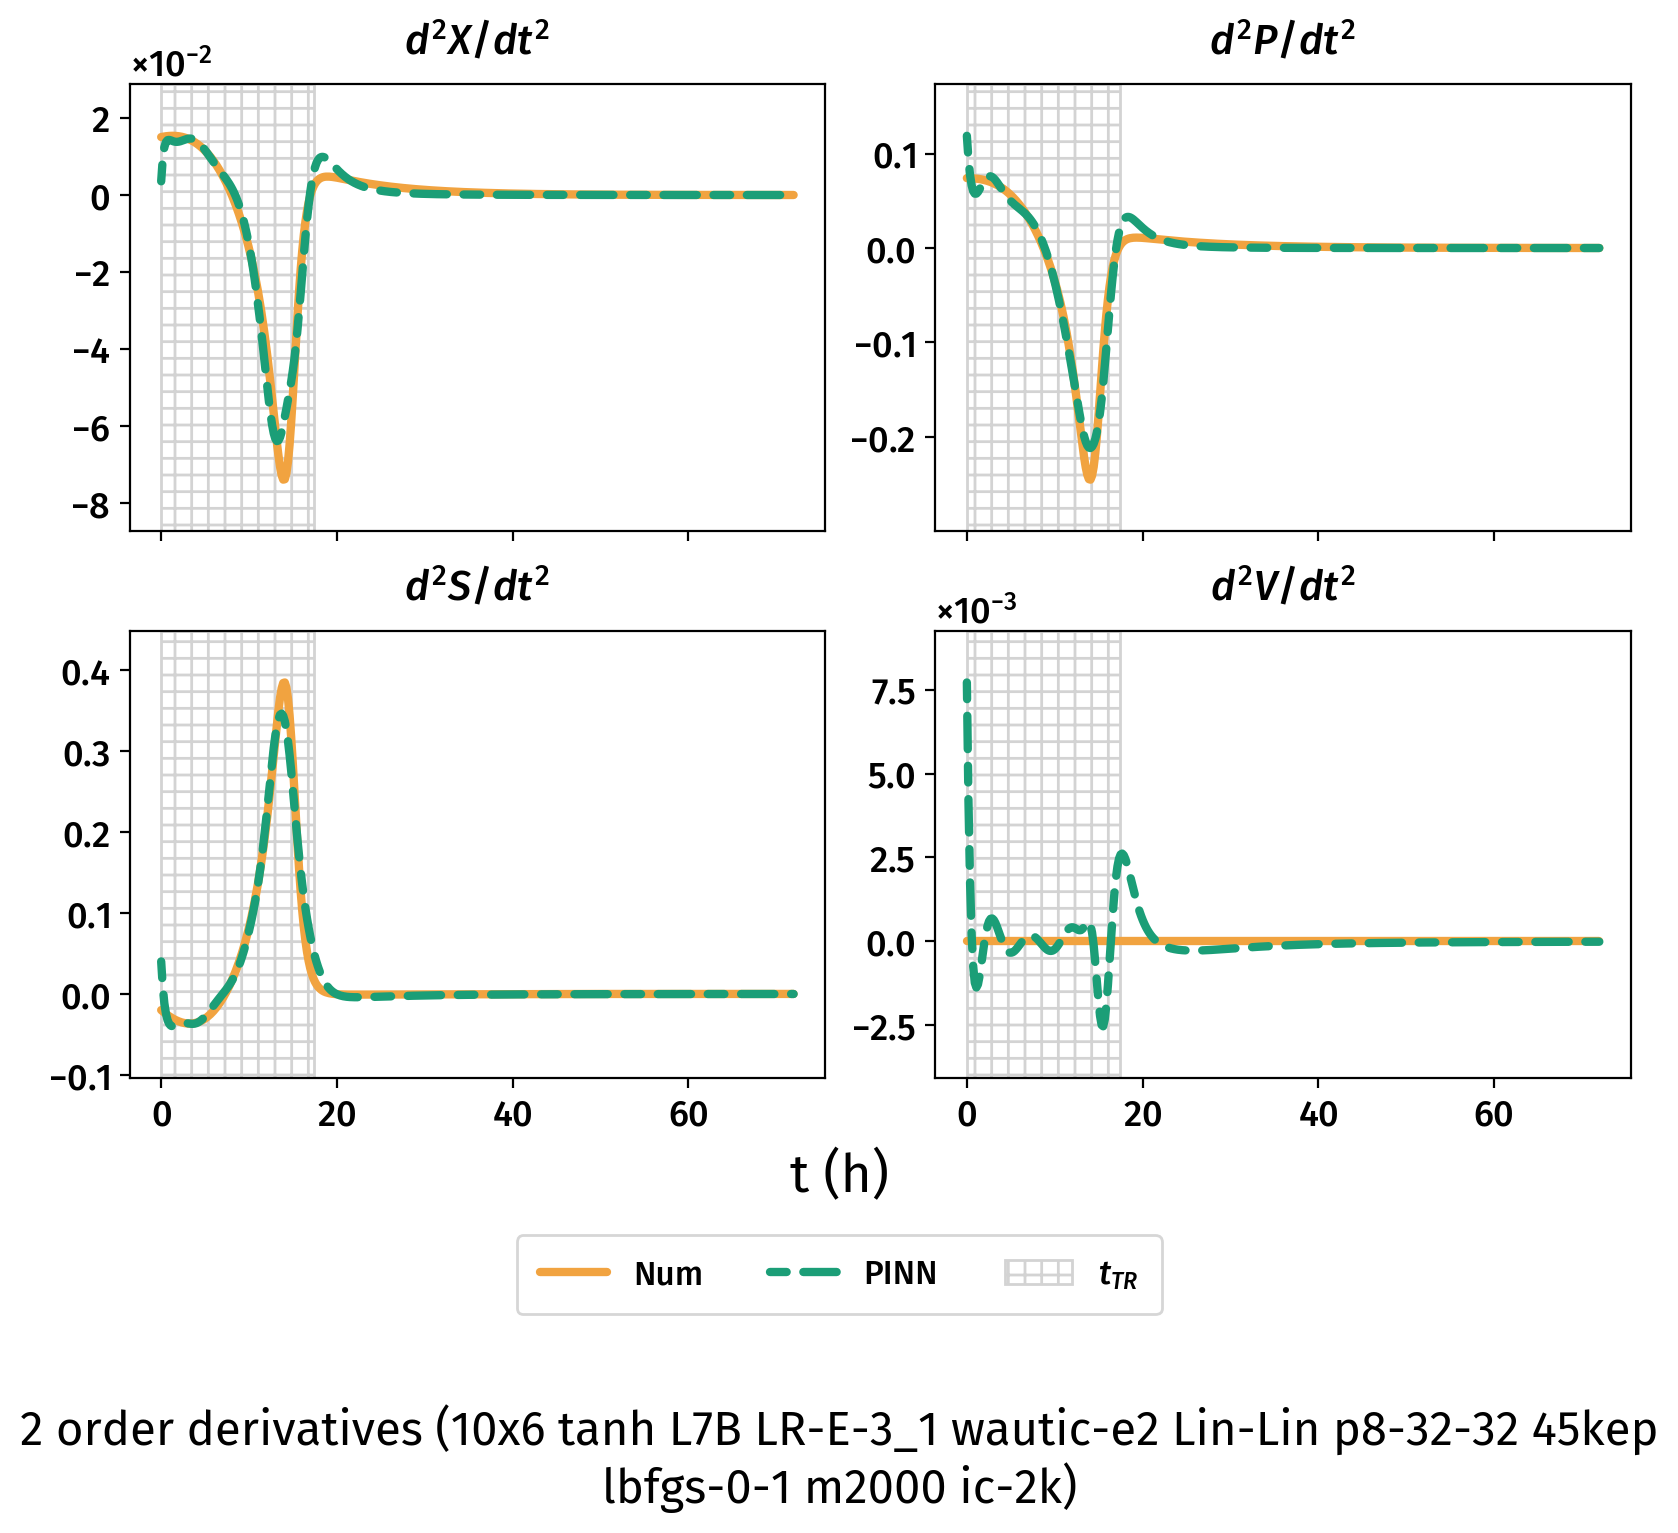 d²X/dt²
d²P/dt²
×10⁻²
2
0
−2
−4
−6
−8
0.1
0.0
−0.1
−0.2
d²S/dt²
d²V/dt²
×10⁻³
0.4
0.3
0.2
0.1
0.0
−0.1
7.5
5.0
2.5
0.0
−2.5
0 20 40 60
0 20 40 60
t (h)
Num PINN t_TR
2 order derivatives (10x6 tanh L7B LR-E-3_1 wautic-e2 Lin-Lin p8-32-32 45kep
lbfgs-0-1 m2000 ic-2k)